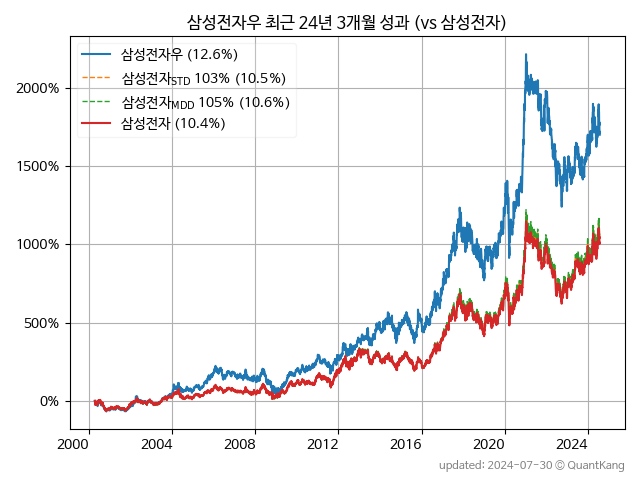 삼성전자우 최근 24년 3개월 성과 (vs 삼성전자)
삼성전자우 (12.6%)
삼성전자STD 103% (10.5%)
삼성전자MDD 105% (10.6%)
삼성전자 (10.4%)
2000%
1500%
1000%
500%
0%
2000 2004 2008 2012 2016 2020 2024
updated: 2024-07-30 © QuantKang